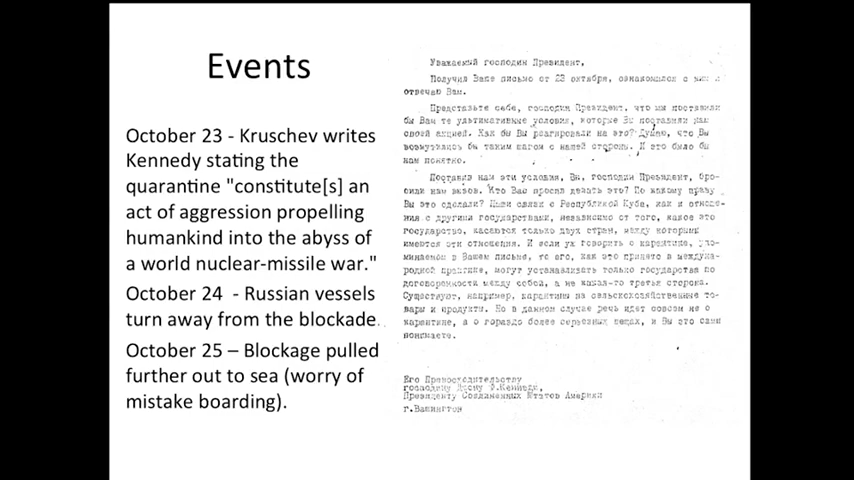 Events
October 23 - Kruschev writes
Kennedy stating the
quarantine "constitute[s] an
act of aggression propelling
humankind into the abyss of
a world nuclear-missile war."
October 24 - Russian vessels
turn away from the blockade.
October 25 – Blockage pulled
further out to sea (worry of
mistake boarding).
Уважаемый господин Президент,
Получил Ваше письмо от 23 октября, ознакомился с ним и
отвечаю Вам.
Представьте себе, господин Президент, что мы поставили
бы Вам те ультимативные условия, которые Вы поставили нам
своей акцией. Как бы Вы реагировали на это? Думаю, что Вы
возмутились бы таким шагом с нашей стороны. И это было бы
нам понятно.
Поставив нам эти условия, Вы, господин Президент, бро-
сили нам вызов. Кто Вас просил делать это? По какому праву
Вы это сделали? Наши связи с Республикой Куба, как и отноше-
ния с другими государствами, независимо от того, какое это
государство, касаются только двух стран, между которыми
имеются эти отношения. И если уж говорить о карантине, упо-
минаемом в Вашем письме, то его, как это принято в междуна-
родной практике, могут устанавливать только государства по
договоренности между собой, а не какая-то третья сторона.
Существуют, например, карантины на сельскохозяйственные то-
вары и продукты. Но в данном случае речь идет совсем не о
карантине, а о гораздо более серьезных вещах, и Вы это сами
понимаете.
Его Превосходительству
господину Джону Ф.Кеннеди,
Президенту Соединенных Штатов Америки
г.Вашингтон